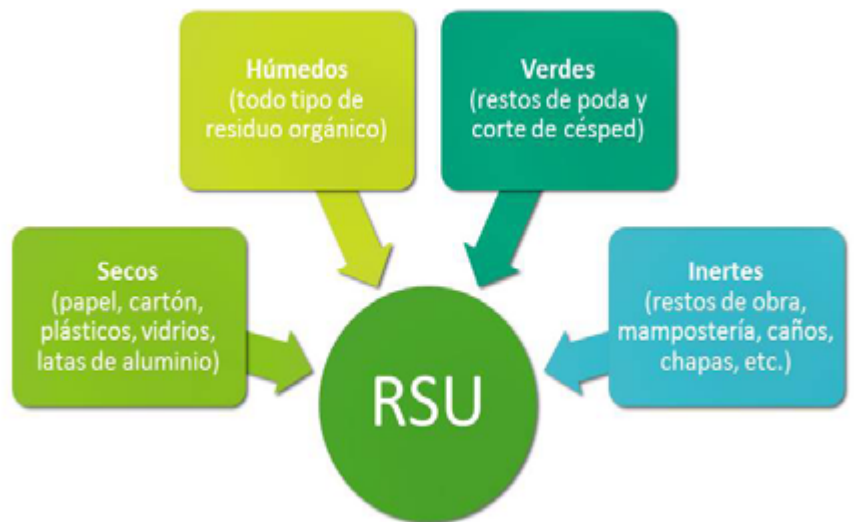 Húmedos
(todo tipo de
residuo orgánico)
Verdes
(restos de poda y
corte de césped)
Secos
(papel, cartón,
plásticos, vidrios,
latas de aluminio)
Inertes
(restos de obra,
mampostería, caños,
chapas, etc.)
RSU